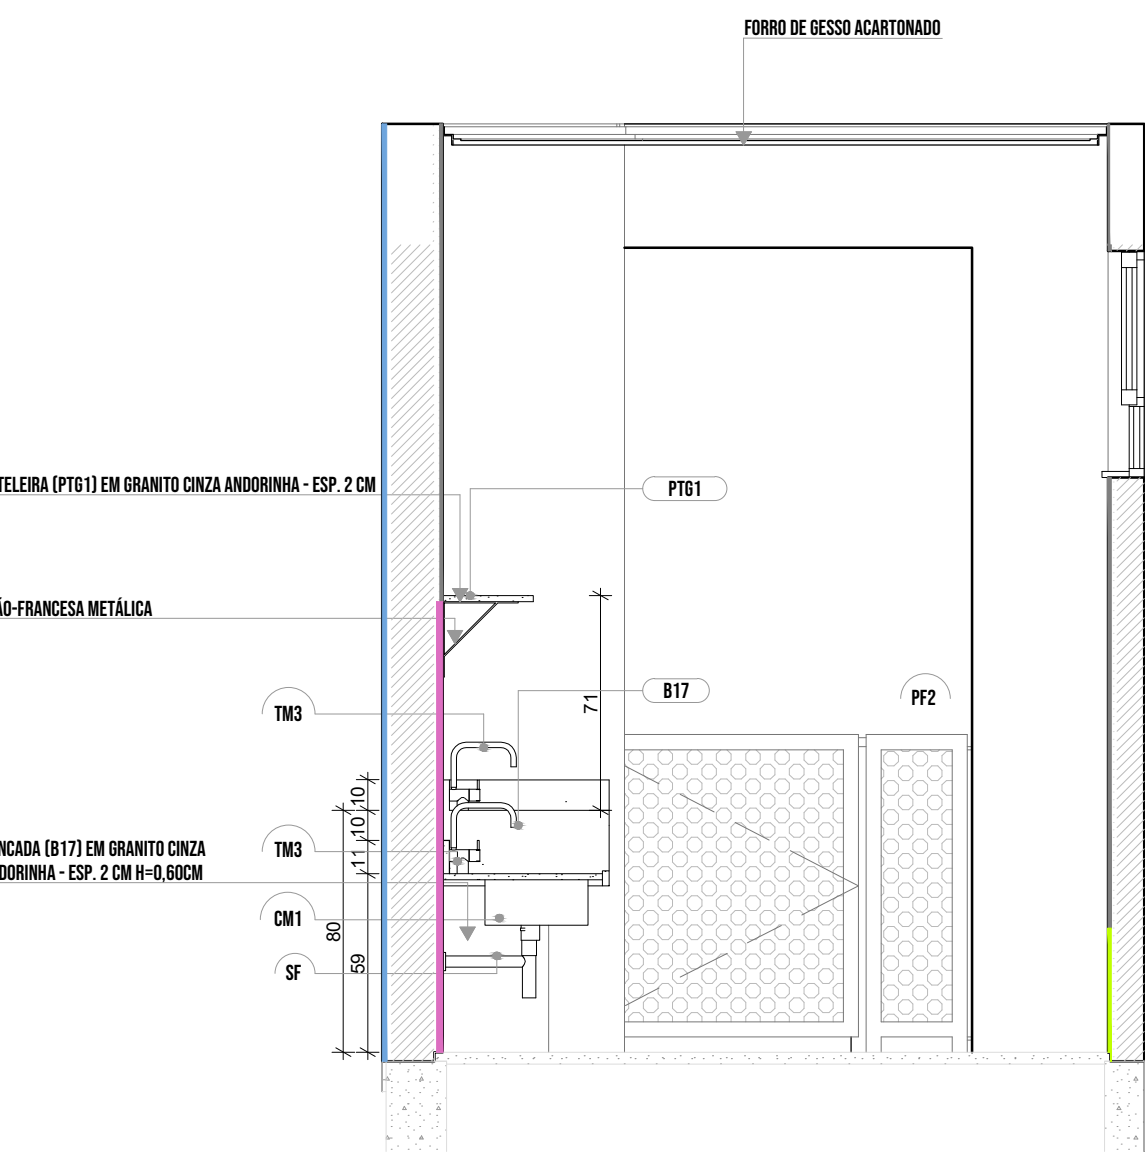 FORRO DE GESSO ACARTONADO
TELEIRA (PTG1) EM GRANITO CINZA ANDORINHA - ESP. 2 CM
PTG1
ÃO-FRANCESA METÁLICA
B17
PF2
TM3
71
10
10
NCADA (B17) EM GRANITO CINZA
DORINHA - ESP. 2 CM H=0,60CM
TM3
11
CM1
80
59
SF